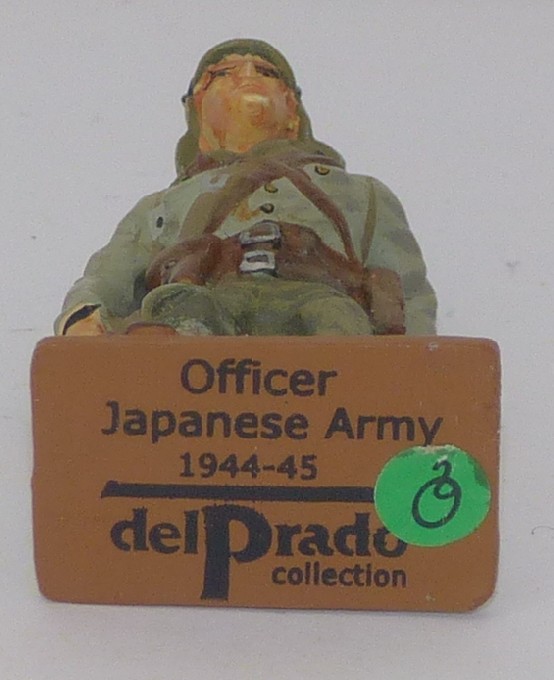 Officer
Japanese Army
1944-45
delPrado
collection